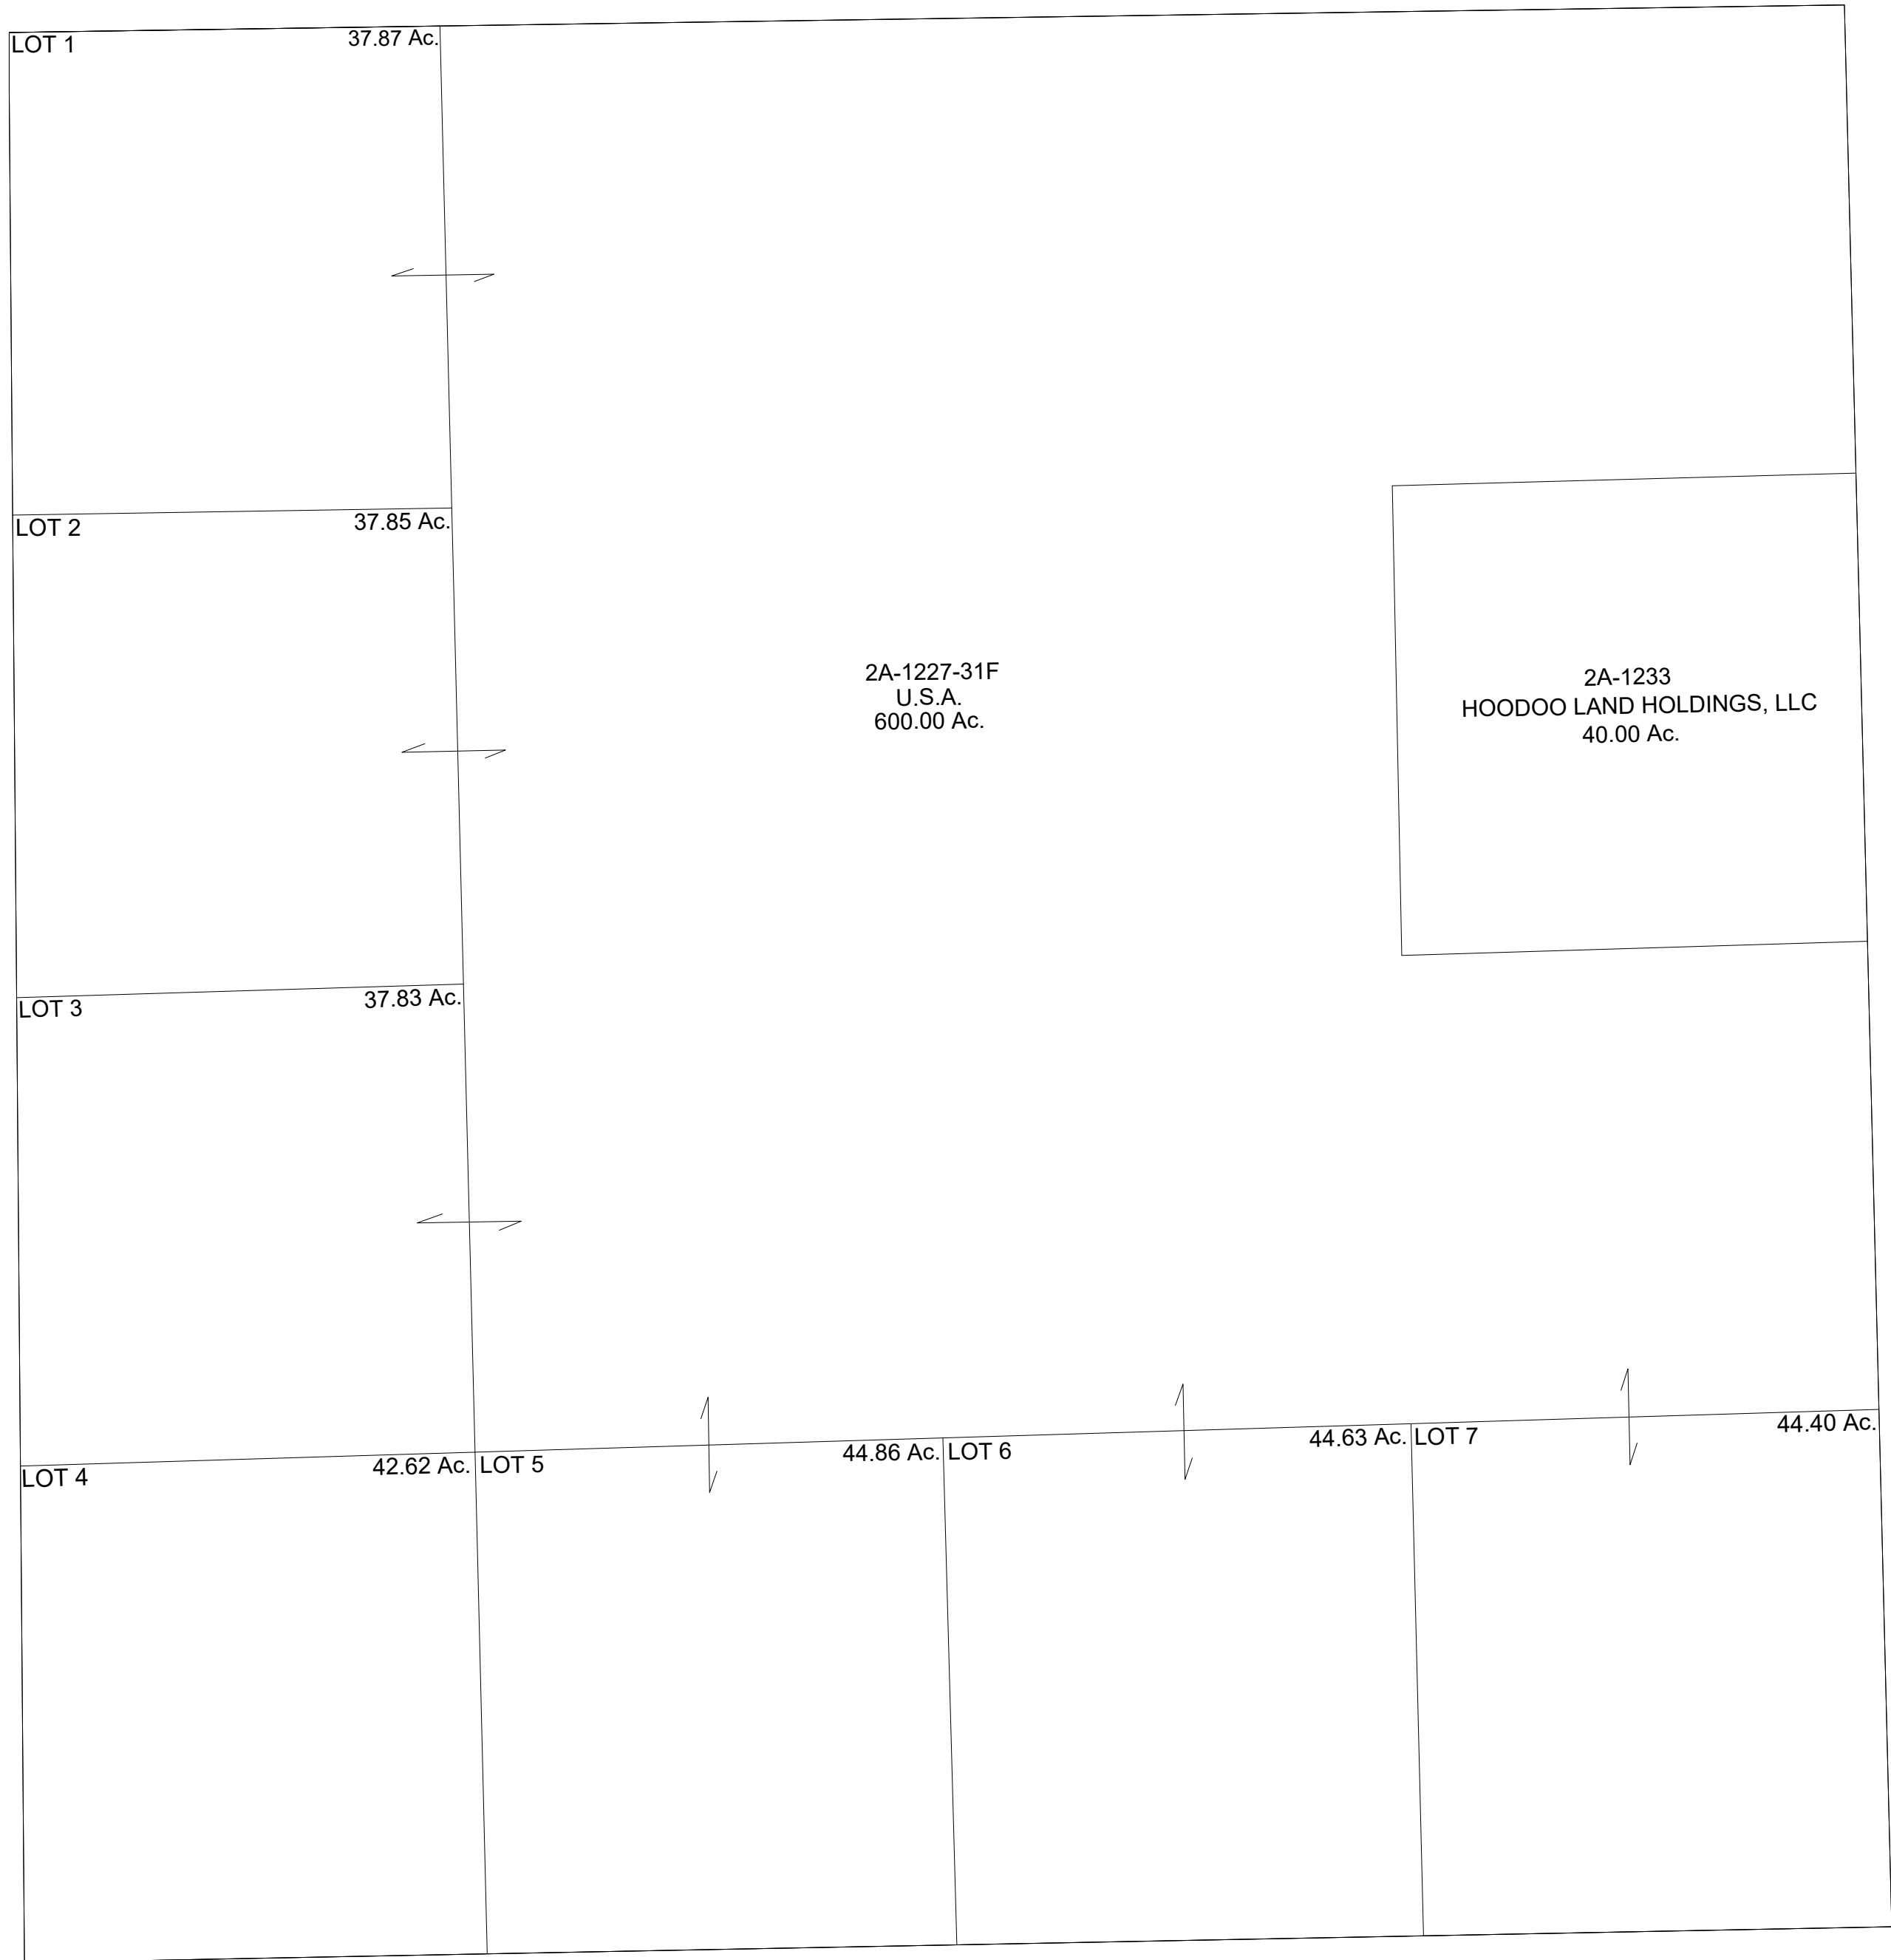 LOT 1
37.87 Ac.
LOT 2
37.85 Ac.
2A-1227-31F
U.S.A.
600.00 Ac.
2A-1233
HOODOO LAND HOLDINGS, LLC
40.00 Ac.
LOT 3
37.83 Ac.
LOT 4
42.62 Ac.
LOT 5
44.86 Ac.
LOT 6
44.63 Ac.
LOT 7
44.40 Ac.